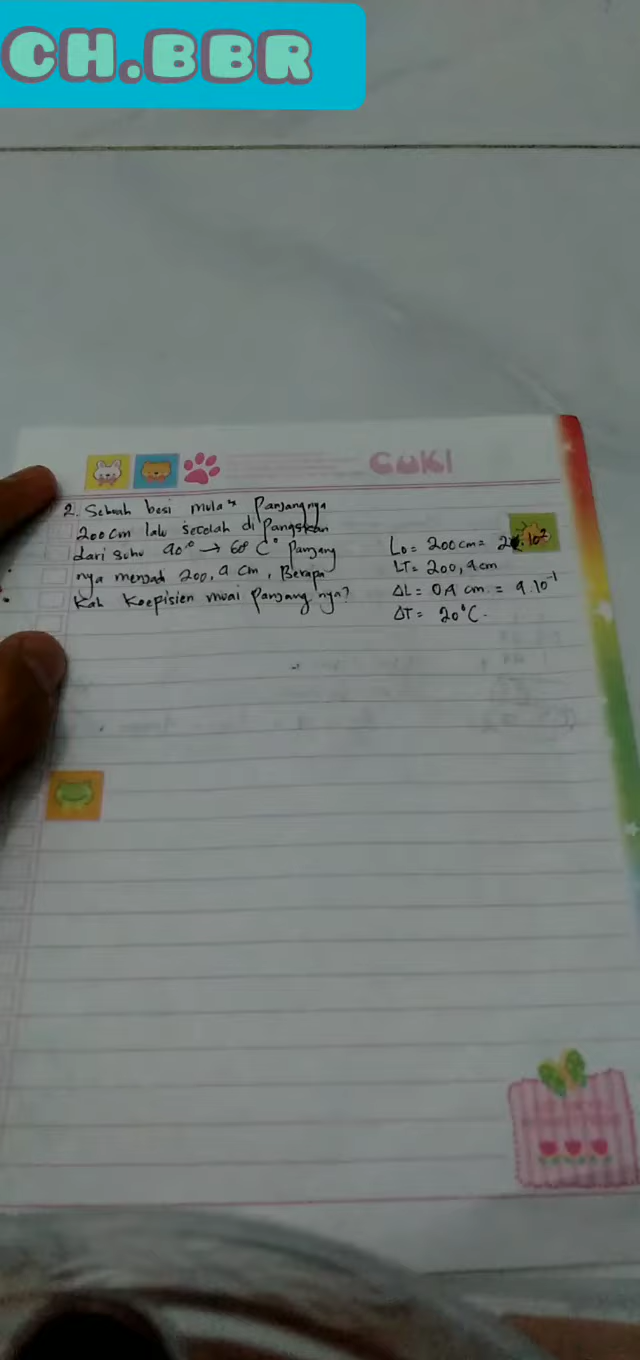 CH.BBR
CUKI
2. Sebuah besi mula² Panjangnya
200 cm lalu setelah di Pangskan
dari suhu 40° → 60° C° Panjang
nya menjadi 200,4 cm, Berapa
kah Koepisien muai Panjang nya?
L₀ = 200 cm = 2.10²
LT = 200,4 cm
ΔL = 0,4 cm = 4.10⁻¹
ΔT = 20°C.